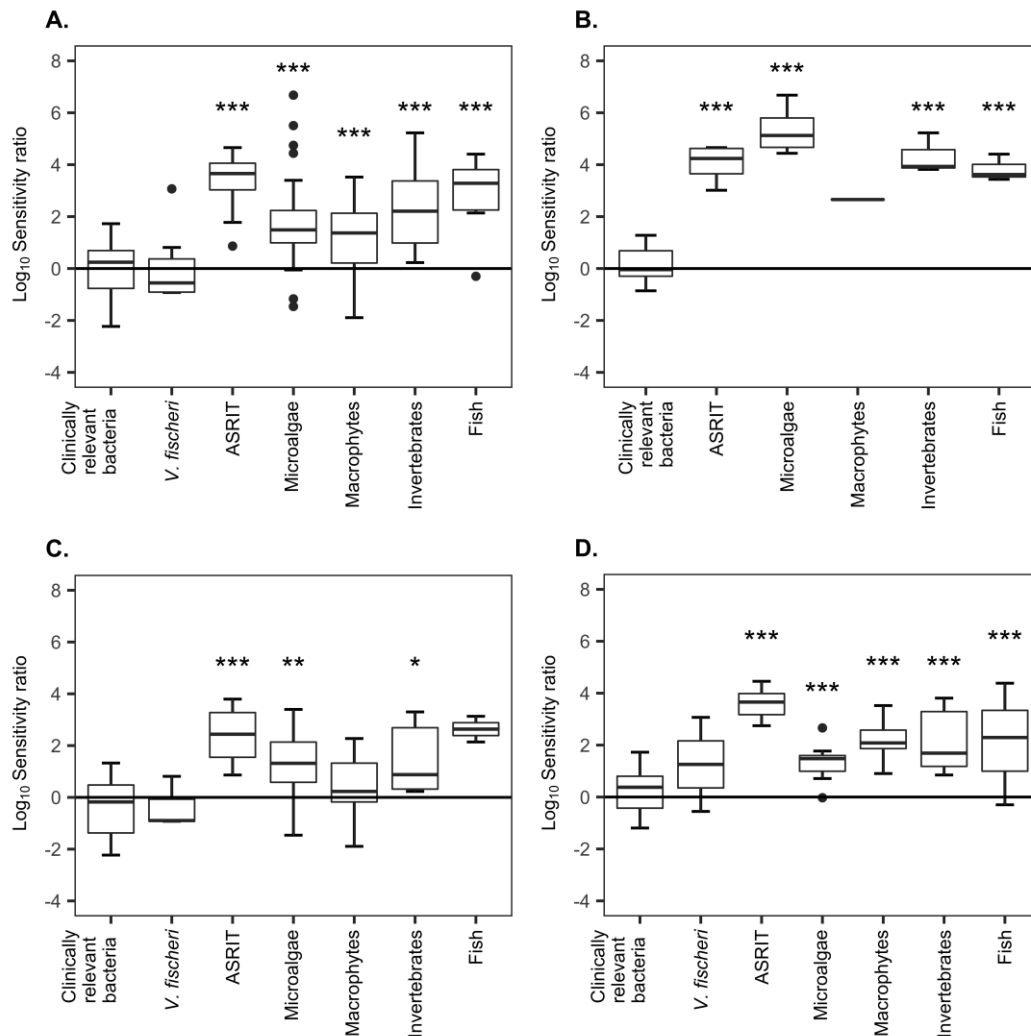 A.
Log10 Sensitivity ratio
8
6
4
2
0
-2
-4
***
***
***
***
***
Clinically
relevant
bacteria
V. fischeri
ASRIT
Microalgae
Macrophytes
Invertebrates
Fish
B.
Log10 Sensitivity ratio
8
6
4
2
0
-2
-4
***
***
***
***
Clinically
relevant
bacteria
ASRIT
Microalgae
Macrophytes
Invertebrates
Fish
C.
Log10 Sensitivity ratio
8
6
4
2
0
-2
-4
***
**
*
Clinically
relevant
bacteria
V. fischeri
ASRIT
Microalgae
Macrophytes
Invertebrates
Fish
D.
Log10 Sensitivity ratio
8
6
4
2
0
-2
-4
***
***
***
***
***
Clinically
relevant
bacteria
V. fischeri
ASRIT
Microalgae
Macrophytes
Invertebrates
Fish